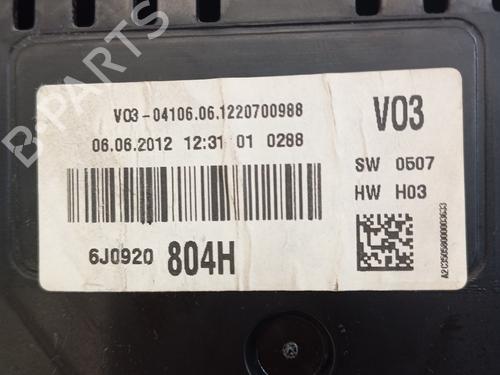 V03-04106.06.1220700988
06.06.2012 12:31 01 0288
6J0920 804H
V03
SW 0507
HW H03
A2C35056000003633
B-PARTS